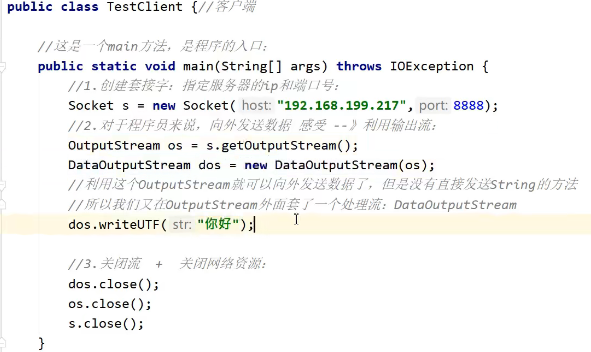 public class TestClient {//客户端
//这是一个main方法，是程序的入口：
public static void main(String[] args) throws IOException {
//1.创建套接字：指定服务器的ip和端口号：
Socket s = new Socket( host: "192.168.199.217", port: 8888);
//2.对于程序员来说，向外发送数据 感受 --》利用输出流：
OutputStream os = s.getOutputStream();
DataOutputStream dos = new DataOutputStream(os);
//利用这个OutputStream就可以向外发送数据了，但是没有直接发送String的方法
//所以我们又在OutputStream外面套了一个处理流：DataOutputStream
dos.writeUTF( str: "你好");
//3.关闭流 + 关闭网络资源：
dos.close();
os.close();
s.close();
}